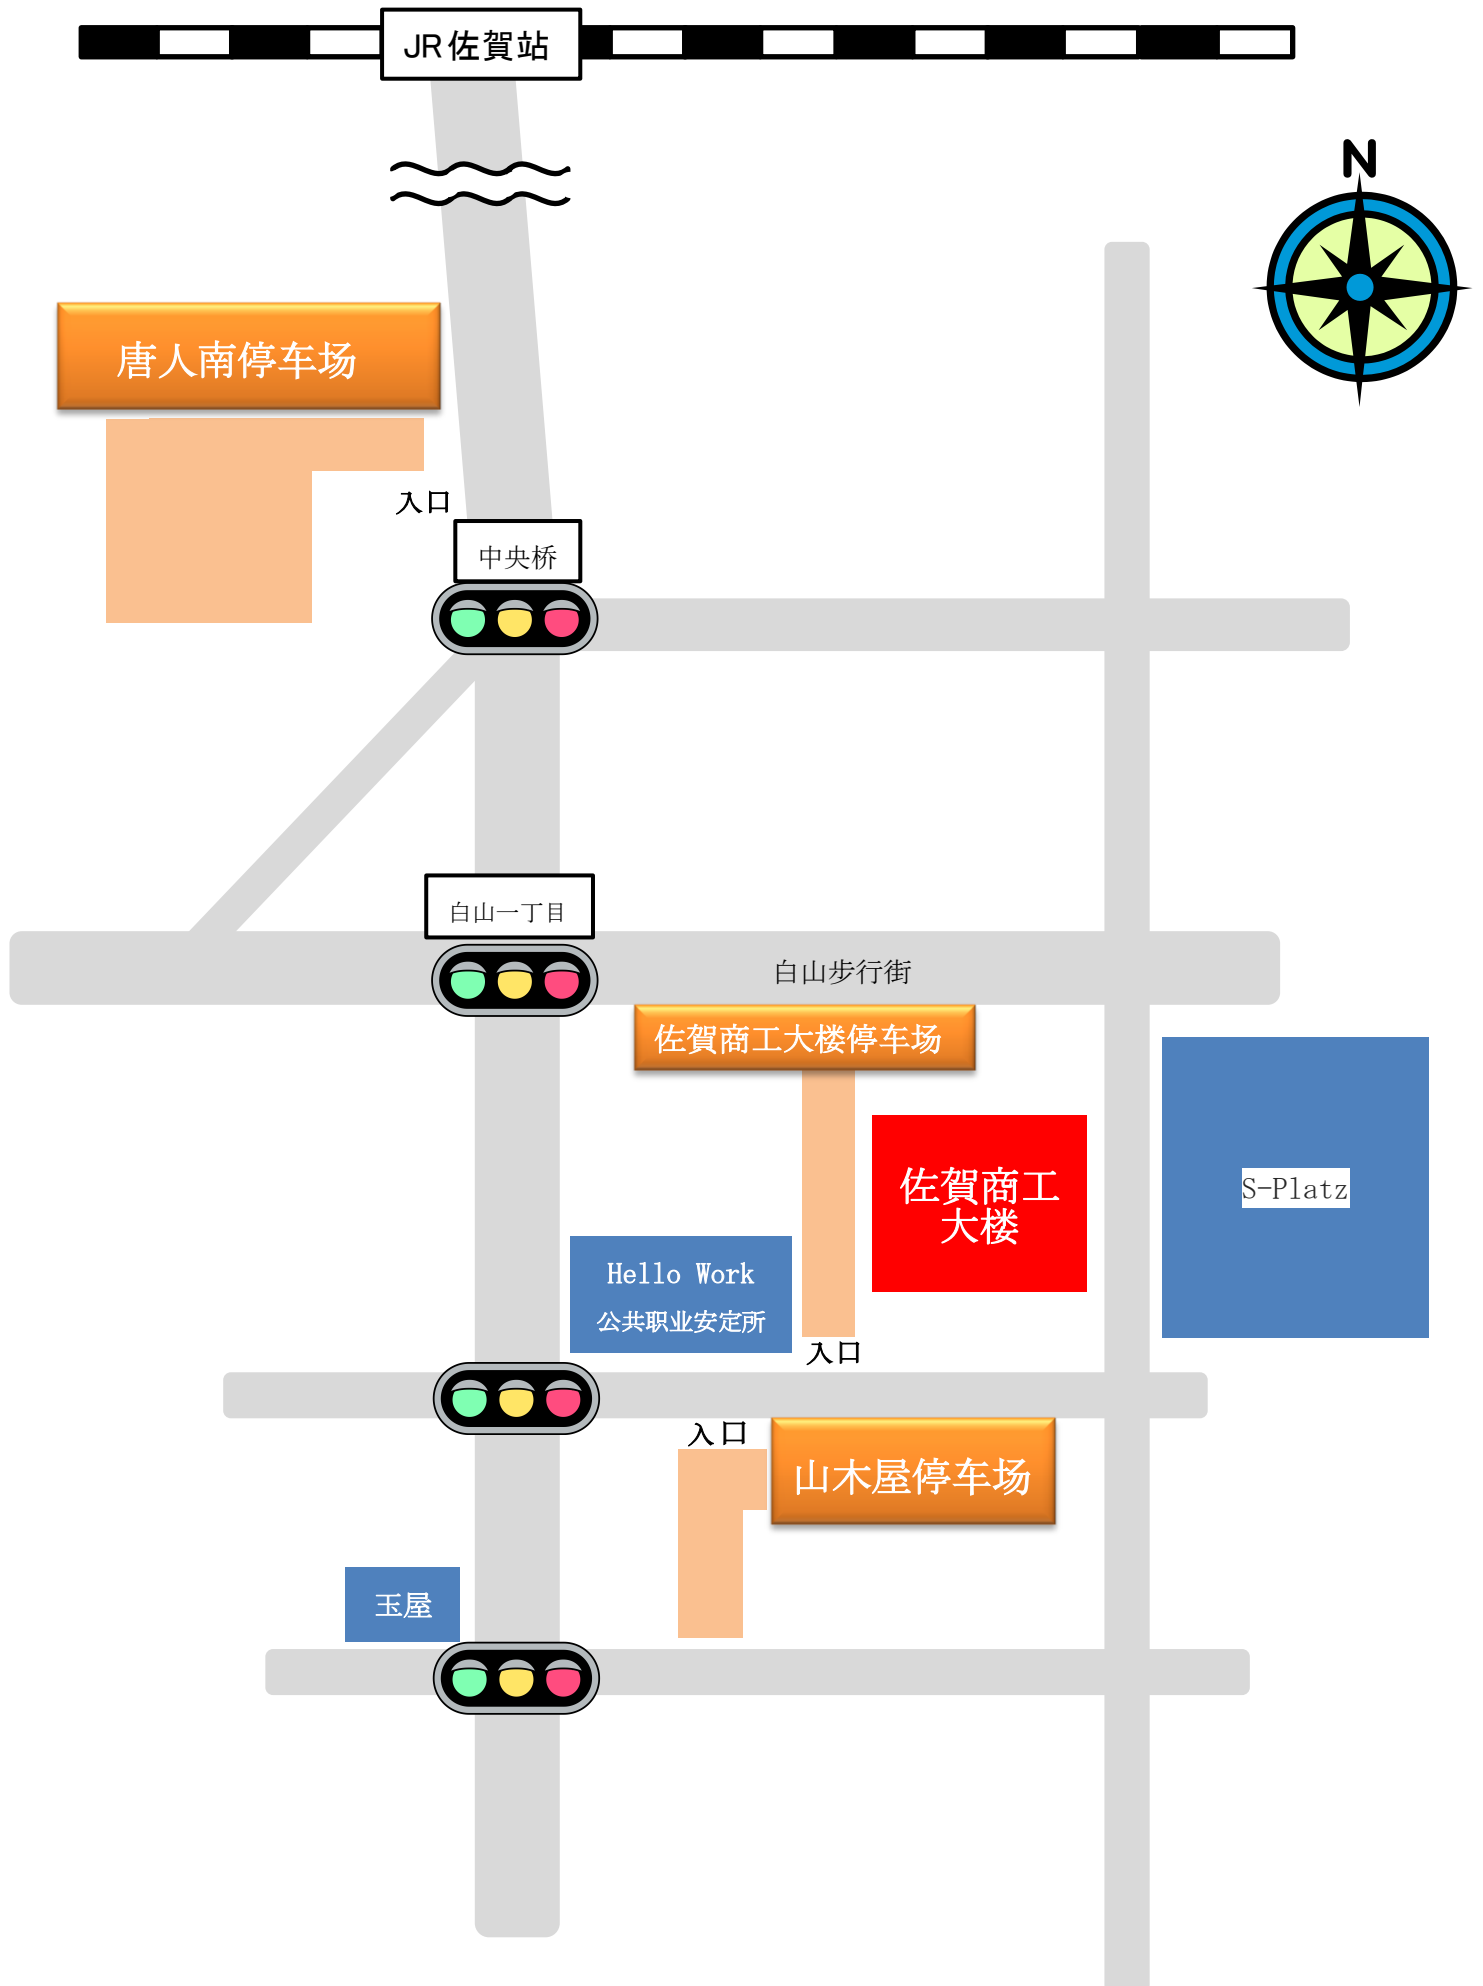 JR佐賀站
N
唐人南停车场
入口
中央桥
白山一丁目
白山步行街
佐賀商工大楼停车场
佐賀商工
大楼
S-Platz
Hello Work
公共职业安定所
入口
入口
山木屋停车场
玉屋